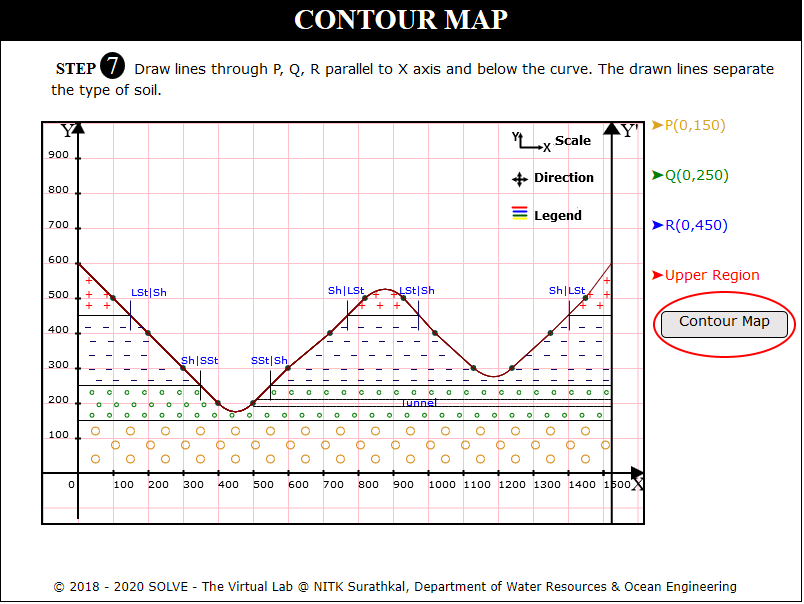 CONTOUR MAP
STEP 7 Draw lines through P, Q, R parallel to X axis and below the curve. The drawn lines separate
the type of soil.
Y
Y'
P(0,150)
Y
X
Scale
900
Direction
Q(0,250)
800
Legend
700
R(0,450)
600
Upper Region
500
LSt|Sh
Sh|LSt
LSt|Sh
Sh|LSt
Contour Map
400
Sh|SSt
SSt|Sh
300
200
Tunnel
100
0 100 200 300 400 500 600 700 800 900 1000 1100 1200 1300 1400 1500 X
© 2018 - 2020 SOLVE - The Virtual Lab @ NITK Surathkal, Department of Water Resources & Ocean Engineering